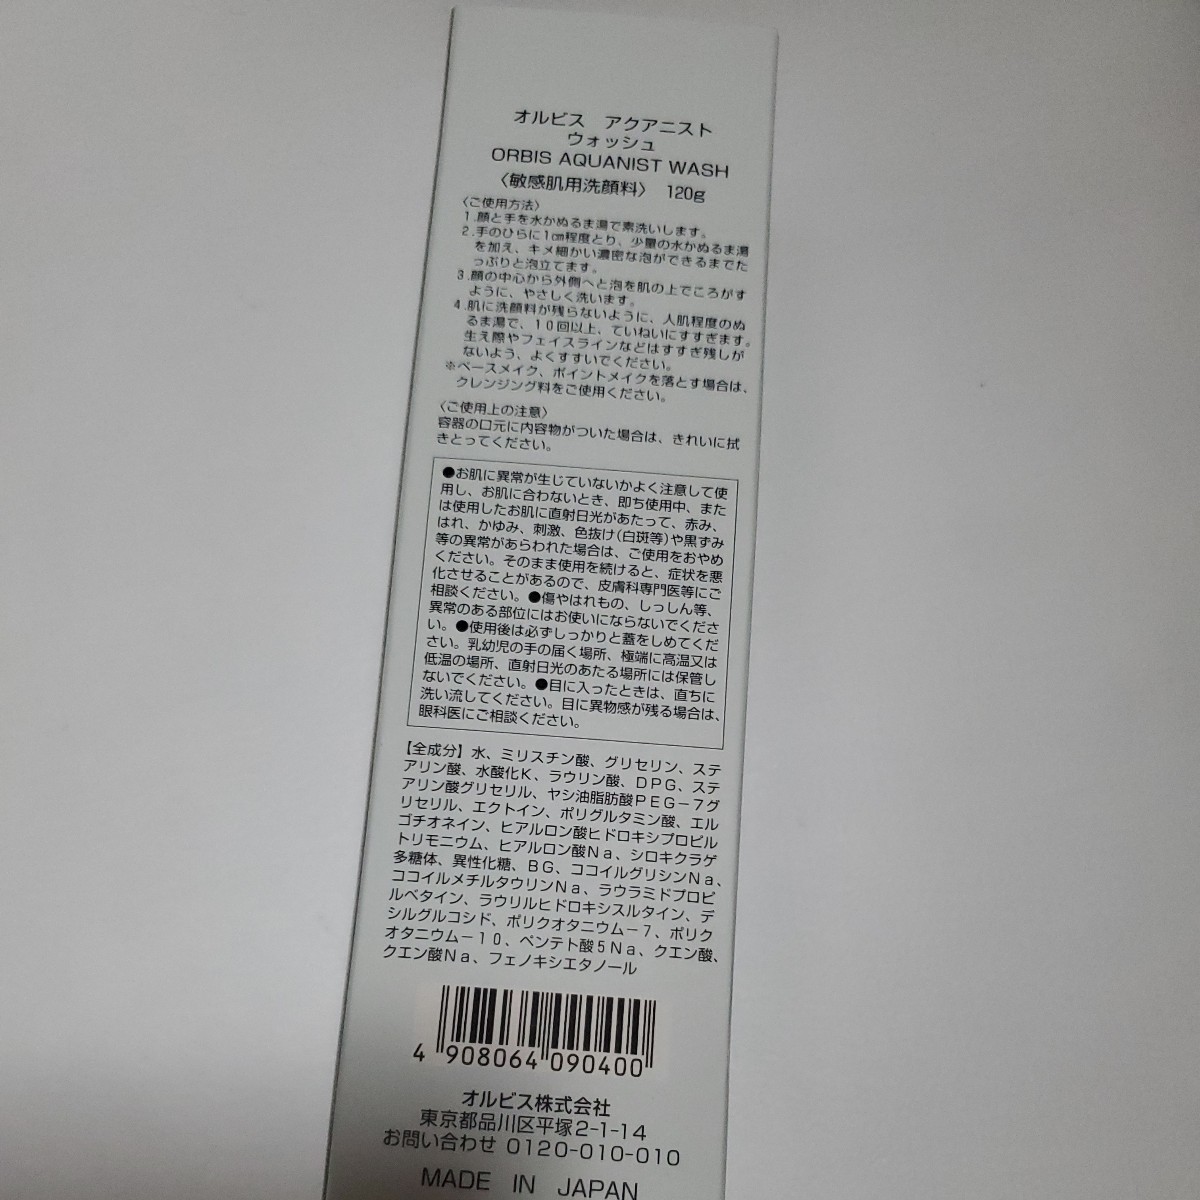 オルビス アクアニスト
ウォッシュ
ORBIS AQUANIST WASH
〈敏感肌用洗顔料〉 120g
〈ご使用方法〉
1.顔と手を水かぬるま湯で素洗いします。
2.手のひらに1cm程度とり、少量の水かぬるま湯
を加え、キメ細かい濃密な泡ができるまでた
っぷりと泡立てます。
3.顔の中心から外側へと泡を肌の上でころがす
ように、やさしく洗います。
4.肌に洗顔料が残らないように、人肌程度のぬ
るま湯で、10回以上、ていねいにすすぎます。
生え際やフェイスラインなどはすすぎ残しが
ないよう、よくすすいでください。
※ベースメイク、ポイントメイクを落とす場合は、
クレンジング料をご使用ください。
〈ご使用上の注意〉
容器の口元に内容物がついた場合は、きれいに拭
きとってください。
●お肌に異常が生じていないかよく注意して使
用し、お肌に合わないとき、即ち使用中、また
は使用したお肌に直射日光があたって、赤み、
はれ、かゆみ、刺激、色抜け(白斑等)や黒ずみ
等の異常があらわれた場合は、ご使用をおやめ
ください。そのまま使用を続けると、症状を悪
化させることがあるので、皮膚科専門医等にご
相談ください。●傷やはれもの、しっしん等、
異常のある部位にはお使いにならないでくださ
い。●使用後は必ずしっかりと蓋をしめてくだ
さい。乳幼児の手の届く場所、極端に高温又は
低温の場所、直射日光のあたる場所には保管し
ないでください。●目に入ったときは、直ちに
洗い流してください。目に異物感が残る場合は、
眼科医にご相談ください。
【全成分】水、ミリスチン酸、グリセリン、ステ
アリン酸、水酸化K、ラウリン酸、DPG、ステ
アリン酸グリセリル、ヤシ油脂肪酸PEG-7グ
リセリル、エクトイン、ポリグルタミン酸、エル
ゴチオネイン、ヒアルロン酸ヒドロキシプロピル
トリモニウム、ヒアルロン酸Na、シロキクラゲ
多糖体、異性化糖、BG、ココイルグリシンNa、
ココイルメチルタウリンNa、ラウラミドプロピ
ルベタイン、ラウリルヒドロキシスルタイン、デ
シルグルコシド、ポリクオタニウム-7、ポリク
オタニウム-10、ペンテト酸5Na、クエン酸、
クエン酸Na、フェノキシエタノール
4 908064 090400
オルビス株式会社
東京都品川区平塚2-1-14
お問い合わせ 0120-010-010
MADE IN JAPAN